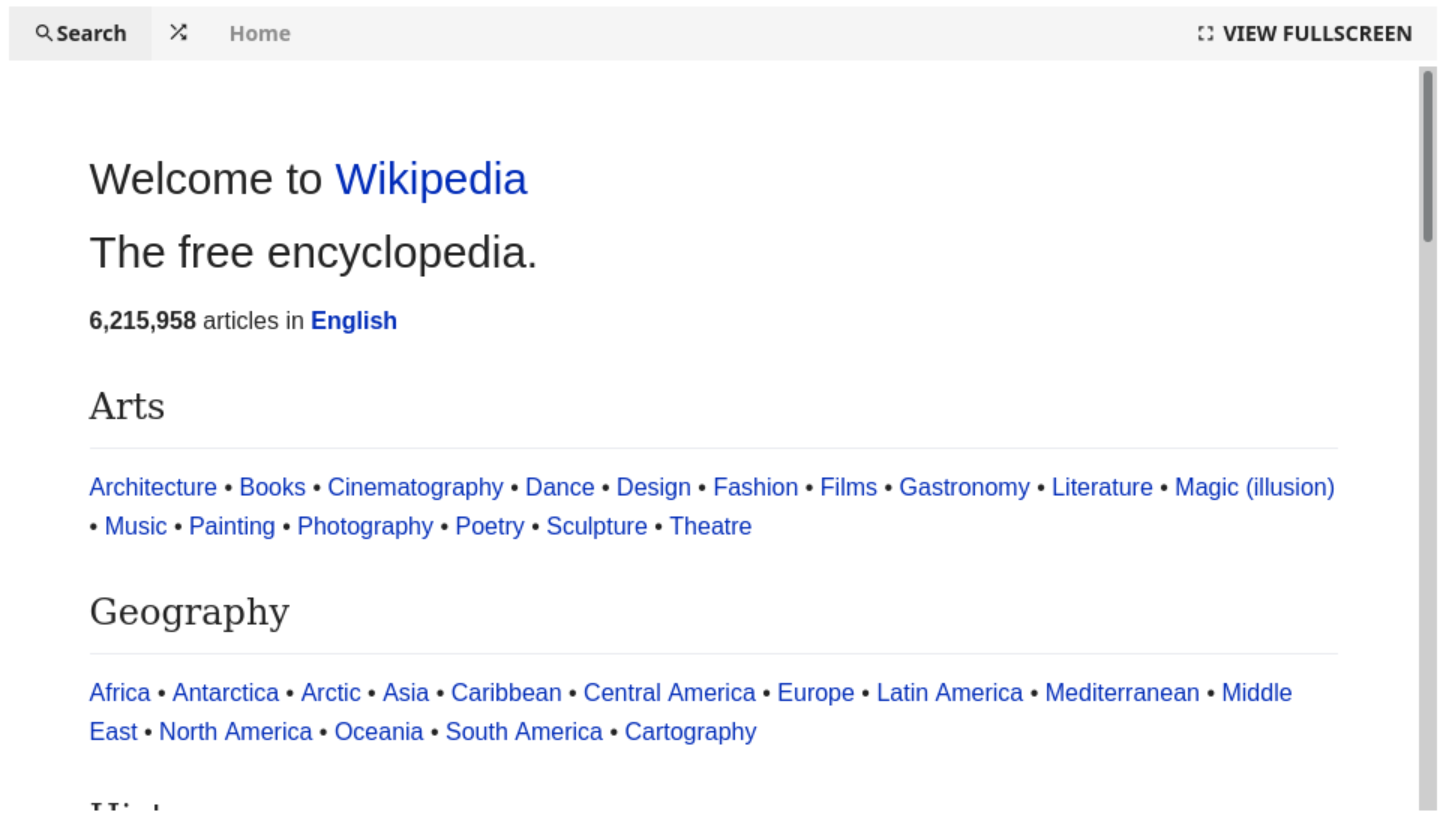 Search Home VIEW FULLSCREEN
Welcome to Wikipedia
The free encyclopedia.
6,215,958 articles in English
Arts
Architecture • Books • Cinematography • Dance • Design • Fashion • Films • Gastronomy • Literature • Magic (illusion)
• Music • Painting • Photography • Poetry • Sculpture • Theatre
Geography
Africa • Antarctica • Arctic • Asia • Caribbean • Central America • Europe • Latin America • Mediterranean • Middle
East • North America • Oceania • South America • Cartography